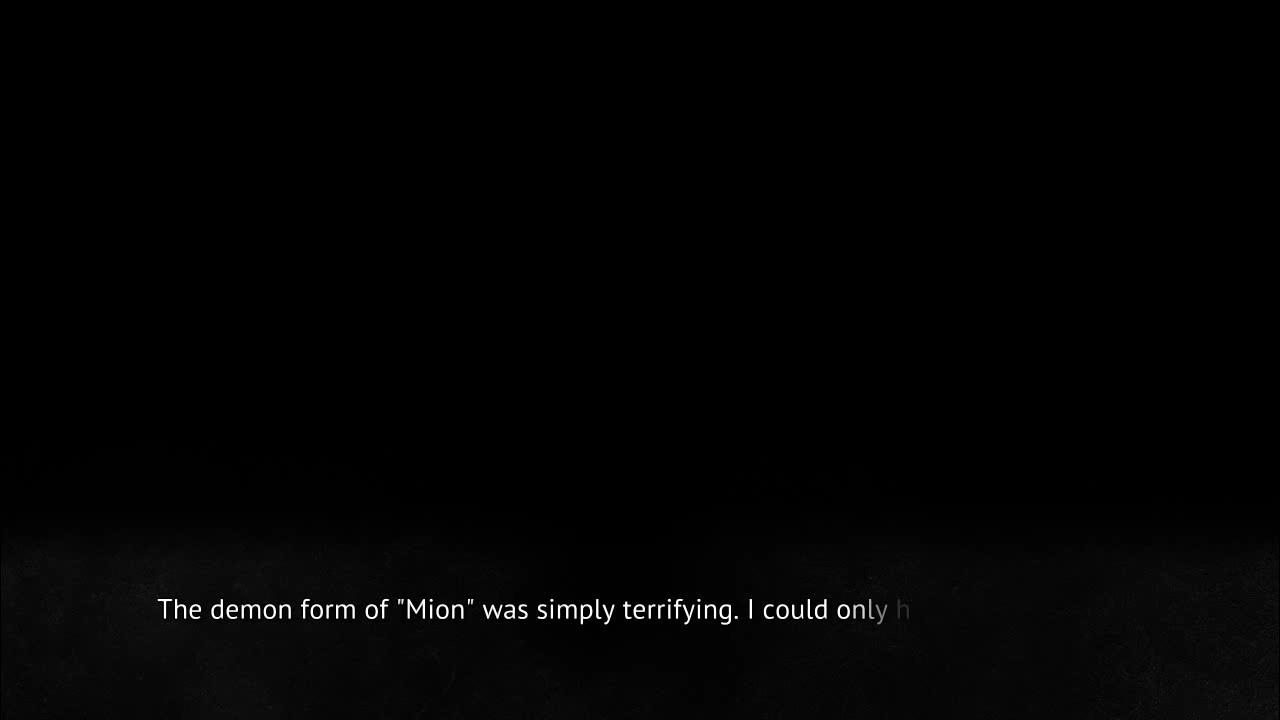 The demon form of "Mion" was simply terrifying. I could only h